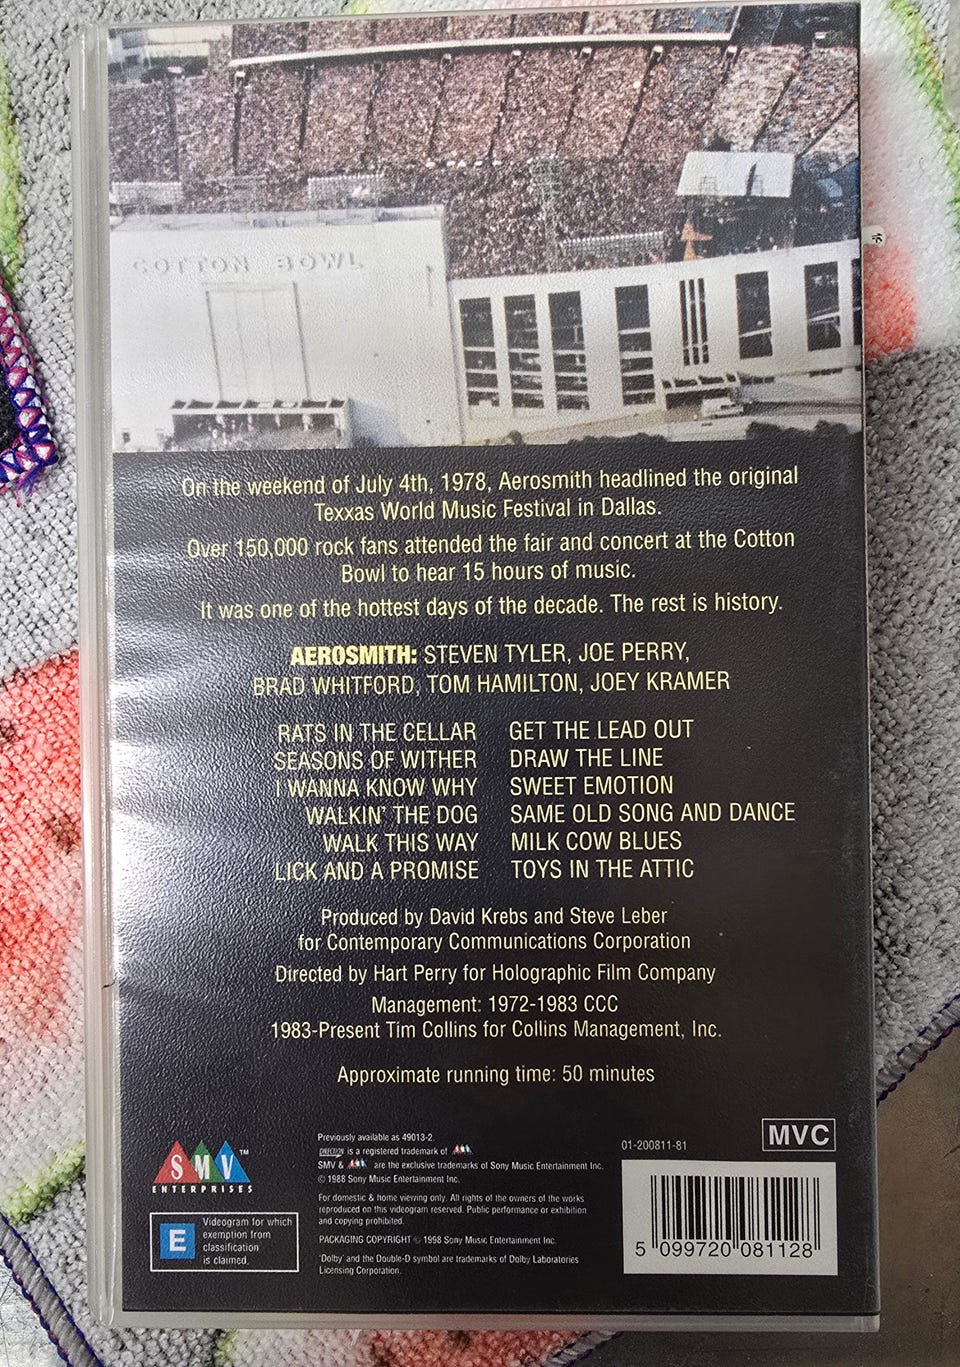 COTTON BOWL
On the weekend of July 4th, 1978, Aerosmith headlined the original
Texxas World Music Festival in Dallas.
Over 150,000 rock fans attended the fair and concert at the Cotton
Bowl to hear 15 hours of music.
It was one of the hottest days of the decade. The rest is history.
AEROSMITH: STEVEN TYLER, JOE PERRY,
BRAD WHITFORD, TOM HAMILTON, JOEY KRAMER
RATS IN THE CELLAR
SEASONS OF WITHER
I WANNA KNOW WHY
WALKIN' THE DOG
WALK THIS WAY
LICK AND A PROMISE
GET THE LEAD OUT
DRAW THE LINE
SWEET EMOTION
SAME OLD SONG AND DANCE
MILK COW BLUES
TOYS IN THE ATTIC
Produced by David Krebs and Steve Leber
for Contemporary Communications Corporation
Directed by Hart Perry for Holographic Film Company
Management: 1972-1983 CCC
1983-Present Tim Collins for Collins Management, Inc.
Approximate running time: 50 minutes
SMV™
ENTERPRISES
E
Videogram for which
exemption from
classification
is claimed.
Previously available as 49013-2.
is a registered trademark of
SMV & are the exclusive trademarks of Sony Music Entertainment Inc.
© 1988 Sony Music Entertainment Inc.
For domestic & home viewing only. All rights of the owners of the works
reproduced on this videogram reserved. Public performance or exhibition
and copying prohibited.
PACKAGING COPYRIGHT © 1998 Sony Music Entertainment Inc.
'Dolby' and the Double-D symbol are trademarks of Dolby Laboratories
Licensing Corporation.
01-200811-81
MVC
5 099720 081128